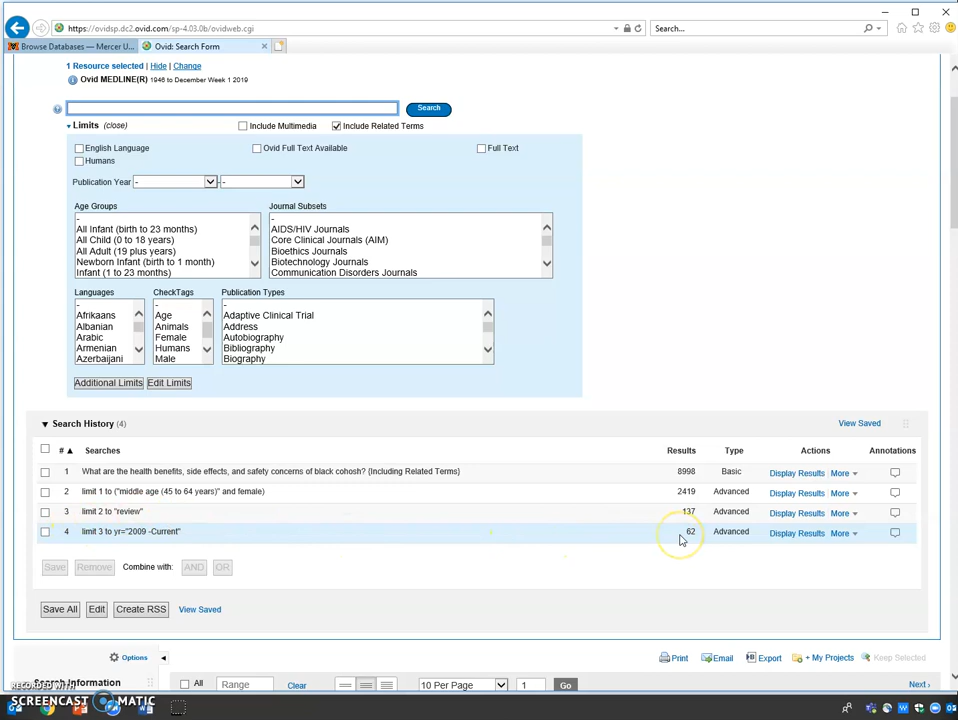 https://ovidsp.dc2.ovid.com/sp-4.03.0b/ovidweb.cgi
Search...
Browse Databases — Mercer U...
Ovid: Search Form
1 Resource selected | Hide | Change
Ovid MEDLINE(R) 1946 to December Week 1 2019
Search
Limits (close)
Include Multimedia
Include Related Terms
English Language
Ovid Full Text Available
Full Text
Humans
Publication Year - -
Age Groups
Journal Subsets
-
All Infant (birth to 23 months)
All Child (0 to 18 years)
All Adult (19 plus years)
Newborn Infant (birth to 1 month)
Infant (1 to 23 months)
-
AIDS/HIV Journals
Core Clinical Journals (AIM)
Bioethics Journals
Biotechnology Journals
Communication Disorders Journals
Languages
CheckTags
Publication Types
-
Afrikaans
Albanian
Arabic
Armenian
Azerbaijani
-
Age
Animals
Female
Humans
Male
-
Adaptive Clinical Trial
Address
Autobiography
Bibliography
Biography
Additional Limits
Edit Limits
Search History (4)
View Saved
# ▲ Searches Results Type Actions Annotations
1 What are the health benefits, side effects, and safety concerns of black cohosh? (Including Related Terms) 8998 Basic Display Results More
2 limit 1 to ("middle age (45 to 64 years)" and female) 2419 Advanced Display Results More
3 limit 2 to "review" 137 Advanced Display Results More
4 limit 3 to yr="2009 -Current" 62 Advanced Display Results More
Save
Remove
Combine with:
AND
OR
Save All
Edit
Create RSS
View Saved
Options
Print
Email
Export
+ My Projects
Keep Selected
Search Information
All
Range
Clear
10 Per Page
1
Go
Next ›
RECORDED WITH
SCREENCAST MATIC